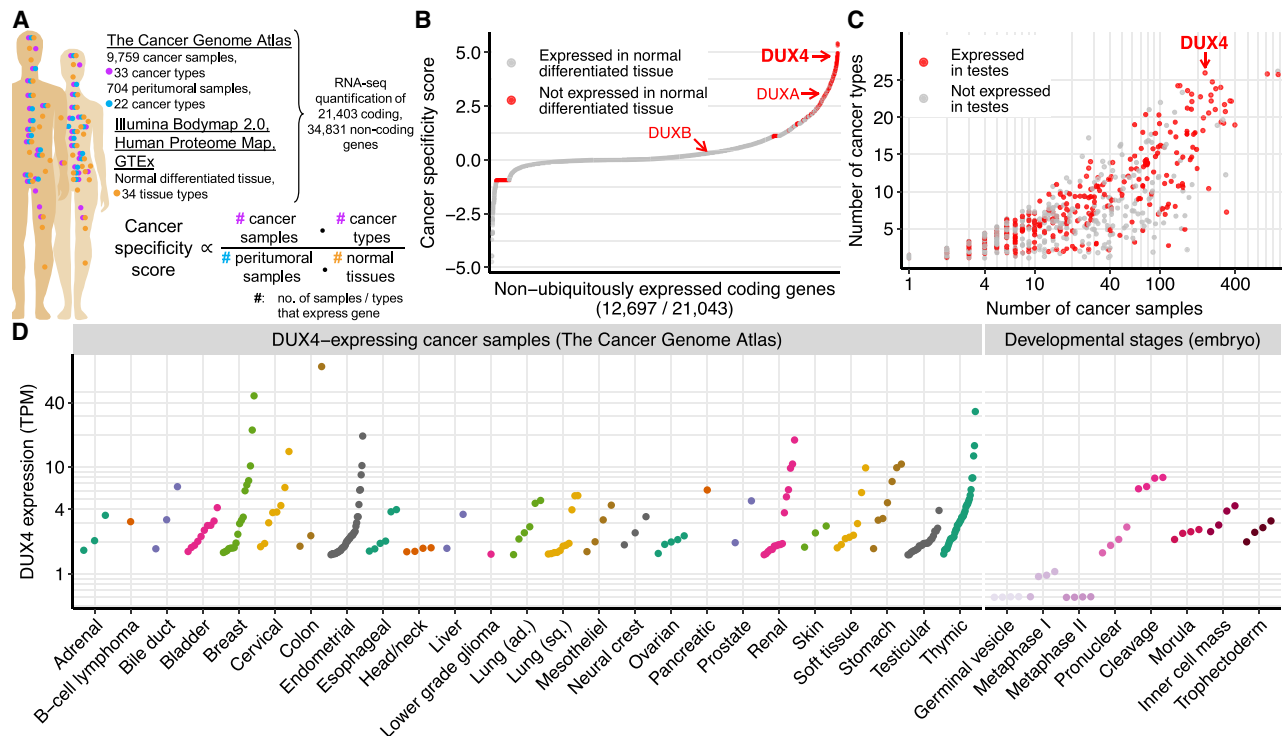 A
The Cancer Genome Atlas
9,759 cancer samples,
33 cancer types
704 peritumoral samples,
22 cancer types
Illumina Bodymap 2,0,
Human Proteome Map,
GTEx
Normal differentiated tissue,
34 tissue types
RNA-seq
quantification of
21,403 coding,
34,831 non-coding
genes
Cancer
specificity
score
∝
# cancer
samples
•
# cancer
types
# peritumoral
samples
•
# normal
tissues
#: no. of samples / types
that express gene
B
Cancer specificity score
5.0
2.5
0.0
−2.5
−5.0
Expressed in normal
differentiated tissue
Not expressed in normal
differentiated tissue
DUX4
DUXA
DUXB
Non−ubiquitously expressed coding genes
(12,697 / 21,043)
C
Number of cancer types
25
20
15
10
5
Expressed
in testes
Not expressed
in testes
DUX4
1 4 10 40 100 400
Number of cancer samples
D
DUX4−expressing cancer samples (The Cancer Genome Atlas)
Developmental stages (embryo)
DUX4 expression (TPM)
40
10
4
1
Adrenal
B−cell lymphoma
Bile duct
Bladder
Breast
Cervical
Colon
Endometrial
Esophageal
Head/neck
Liver
Lower grade glioma
Lung (ad.)
Lung (sq.)
Mesotheliel
Neural crest
Ovarian
Pancreatic
Prostate
Renal
Skin
Soft tissue
Stomach
Testicular
Thymic
Germinal vesicle
Metaphase I
Metaphase II
Pronuclear
Cleavage
Morula
Inner cell mass
Trophectoderm